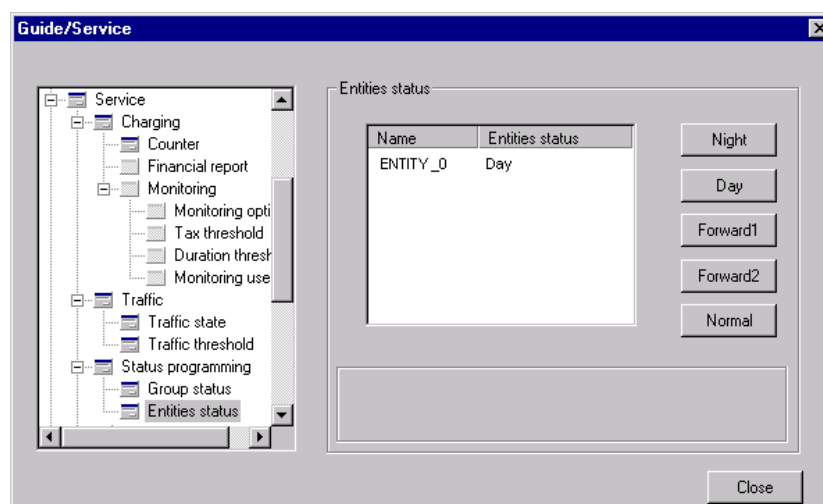 Guide/Service
Service
Charging
Counter
Financial report
Monitoring
Monitoring opti
Tax threshold
Duration thresh
Monitoring use
Traffic
Traffic state
Traffic threshold
Status programming
Group status
Entities status
Entities status
Name Entities status
ENTITY_0 Day
Night
Day
Forward1
Forward2
Normal
Close